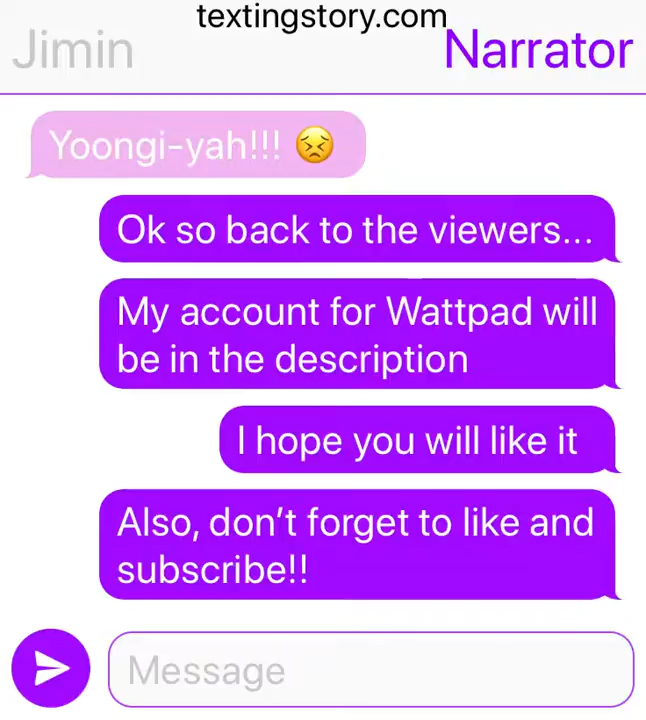 textingstory.com
Jimin
Narrator
Yoongi-yah!!! 😣
Ok so back to the viewers...
My account for Wattpad will
be in the description
I hope you will like it
Also, don’t forget to like and
subscribe!!
Message